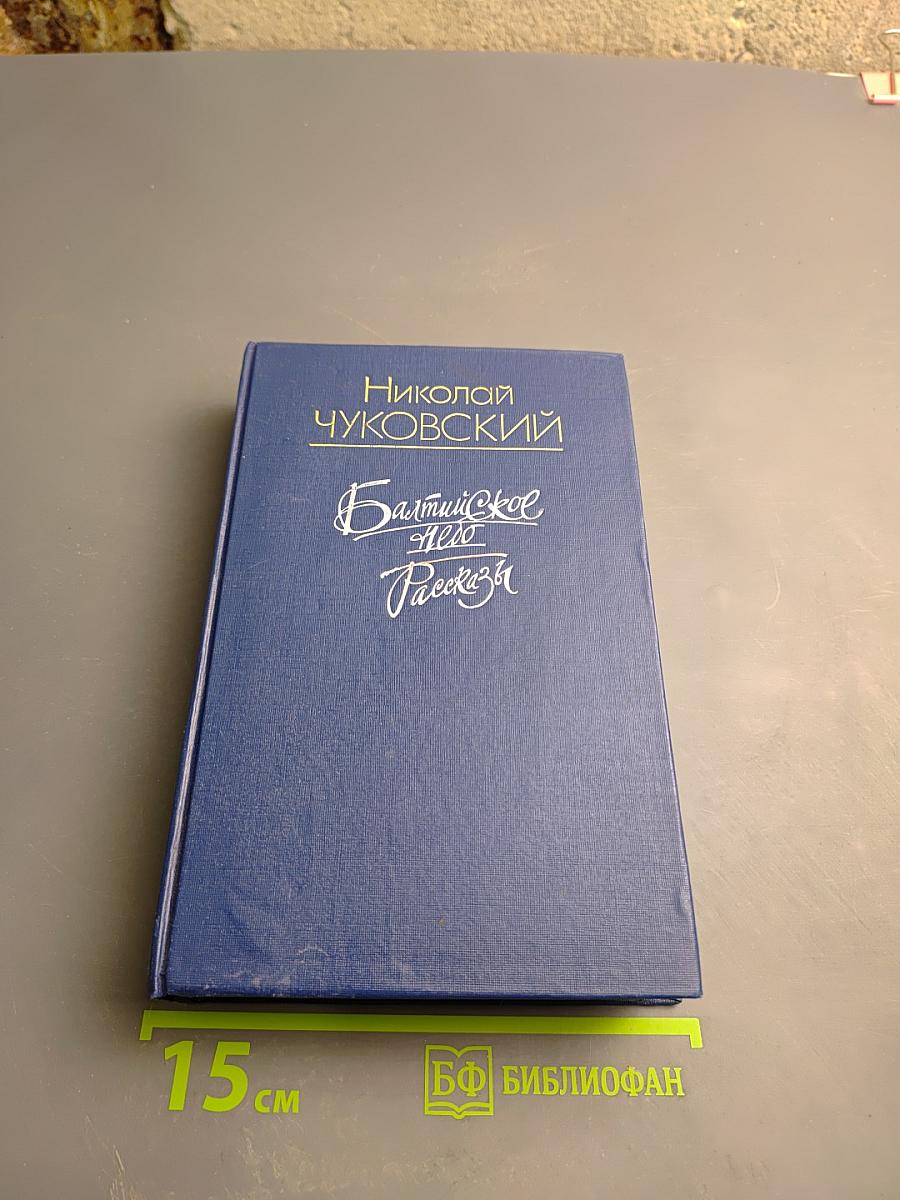 Николай
ЧУКОВСКИЙ
Балтийское
небо
Рассказы
15 см
БФ БИБЛИОФАН